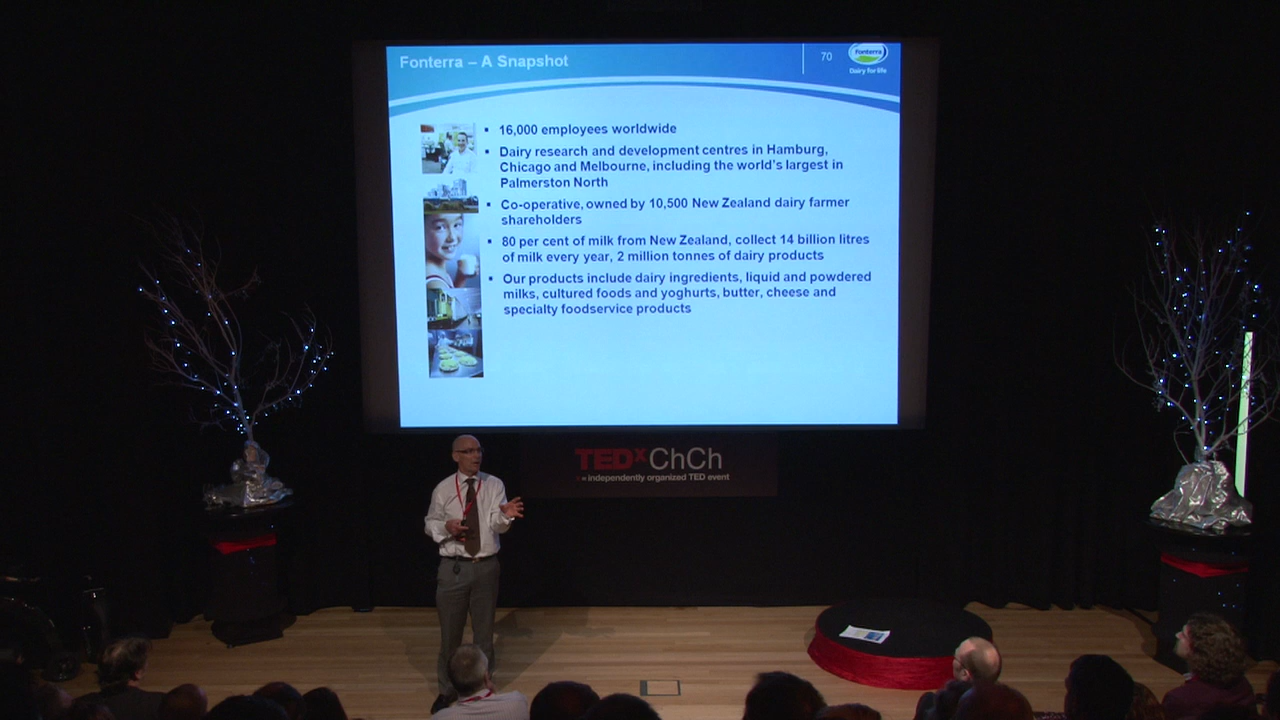 Fonterra – A Snapshot
70
Fonterra
Dairy for life
▪ 16,000 employees worldwide
▪ Dairy research and development centres in Hamburg,
Chicago and Melbourne, including the world's largest in
Palmerston North
▪ Co-operative, owned by 10,500 New Zealand dairy farmer
shareholders
▪ 80 per cent of milk from New Zealand, collect 14 billion litres
of milk every year, 2 million tonnes of dairy products
▪ Our products include dairy ingredients, liquid and powdered
milks, cultured foods and yoghurts, butter, cheese and
specialty foodservice products
TEDxChCh
x = independently organized TED event